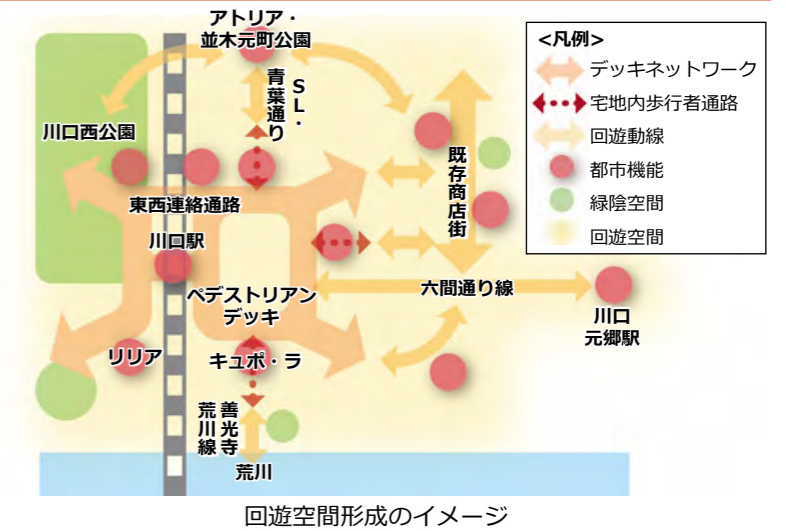 アトリア・
並木元町公園
SL・
青葉通り
川口西公園
東西連絡通路
川口駅
ペデストリアン
デッキ
既存商店街
六間通り線
川口
元郷駅
リリア
キュポ・ラ
善光寺
荒川線
荒川
<凡例>
デッキネットワーク
宅地内歩行者通路
回遊動線
都市機能
緑陰空間
回遊空間
回遊空間形成のイメージ